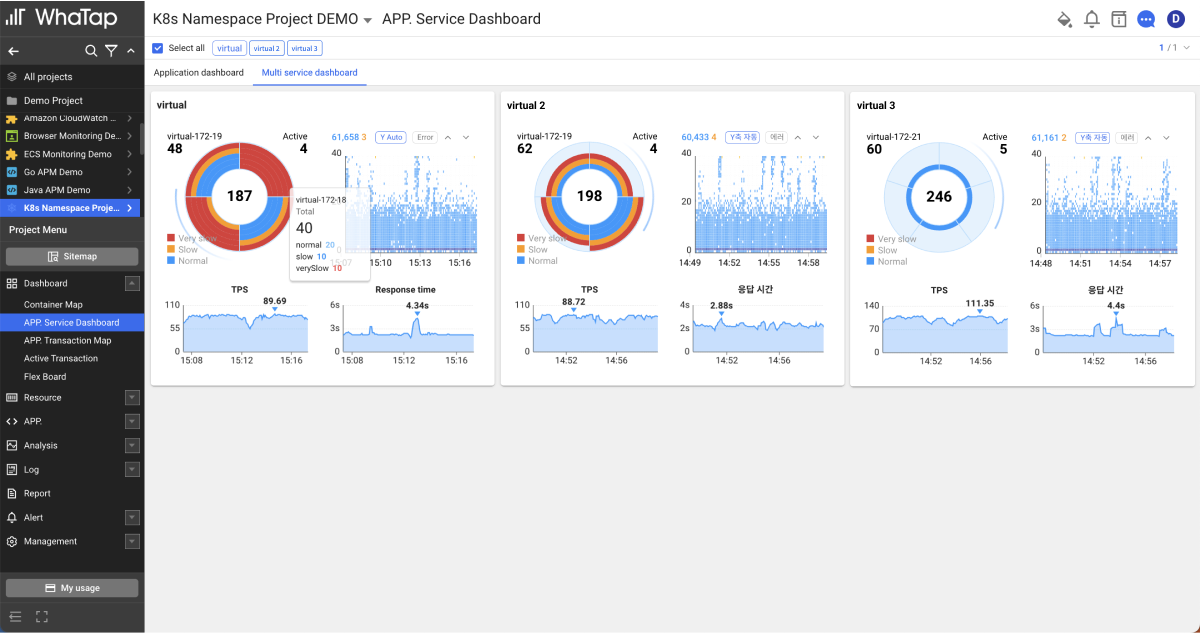 WhaTap
K8s Namespace Project DEMO
APP. Service Dashboard
D
Select all
virtual
virtual 2
virtual 3
1 / 1
All projects
Demo Project
Amazon CloudWatch ...
Browser Monitoring De...
ECS Monitoring Demo
Go APM Demo
Java APM Demo
K8s Namespace Proje...
Project Menu
Sitemap
Dashboard
Container Map
APP. Service Dashboard
APP. Transaction Map
Active Transaction
Flex Board
Resource
APP.
Analysis
Log
Report
Alert
Management
My usage
Application dashboard
Multi service dashboard
virtual
virtual-172-19
48
Active
4
187
Very slow
Slow
Normal
61,658 3
Y Auto
Error
40
0
15:07
15:10
15:13
15:16
virtual-172-18
Total
40
normal 20
slow 10
verySlow 10
TPS
110
55
0
89.69
15:08
15:12
15:16
Response time
6s
3s
0
4.34s
15:08
15:12
15:16
virtual 2
virtual-172-19
62
Active
4
198
Very slow
Slow
Normal
60,433 4
Y축 자동
에러
40
20
0
14:49
14:52
14:55
14:58
TPS
110
55
0
88.72
14:52
14:56
응답 시간
4s
2s
0
2.88s
14:52
14:56
virtual 3
virtual-172-21
60
Active
5
246
Very slow
Slow
Normal
61,161 2
Y축 자동
에러
40
20
0
14:48
14:51
14:54
14:57
TPS
140
70
0
111.35
14:52
14:56
응답 시간
6s
3s
0
4.4s
14:52
14:56